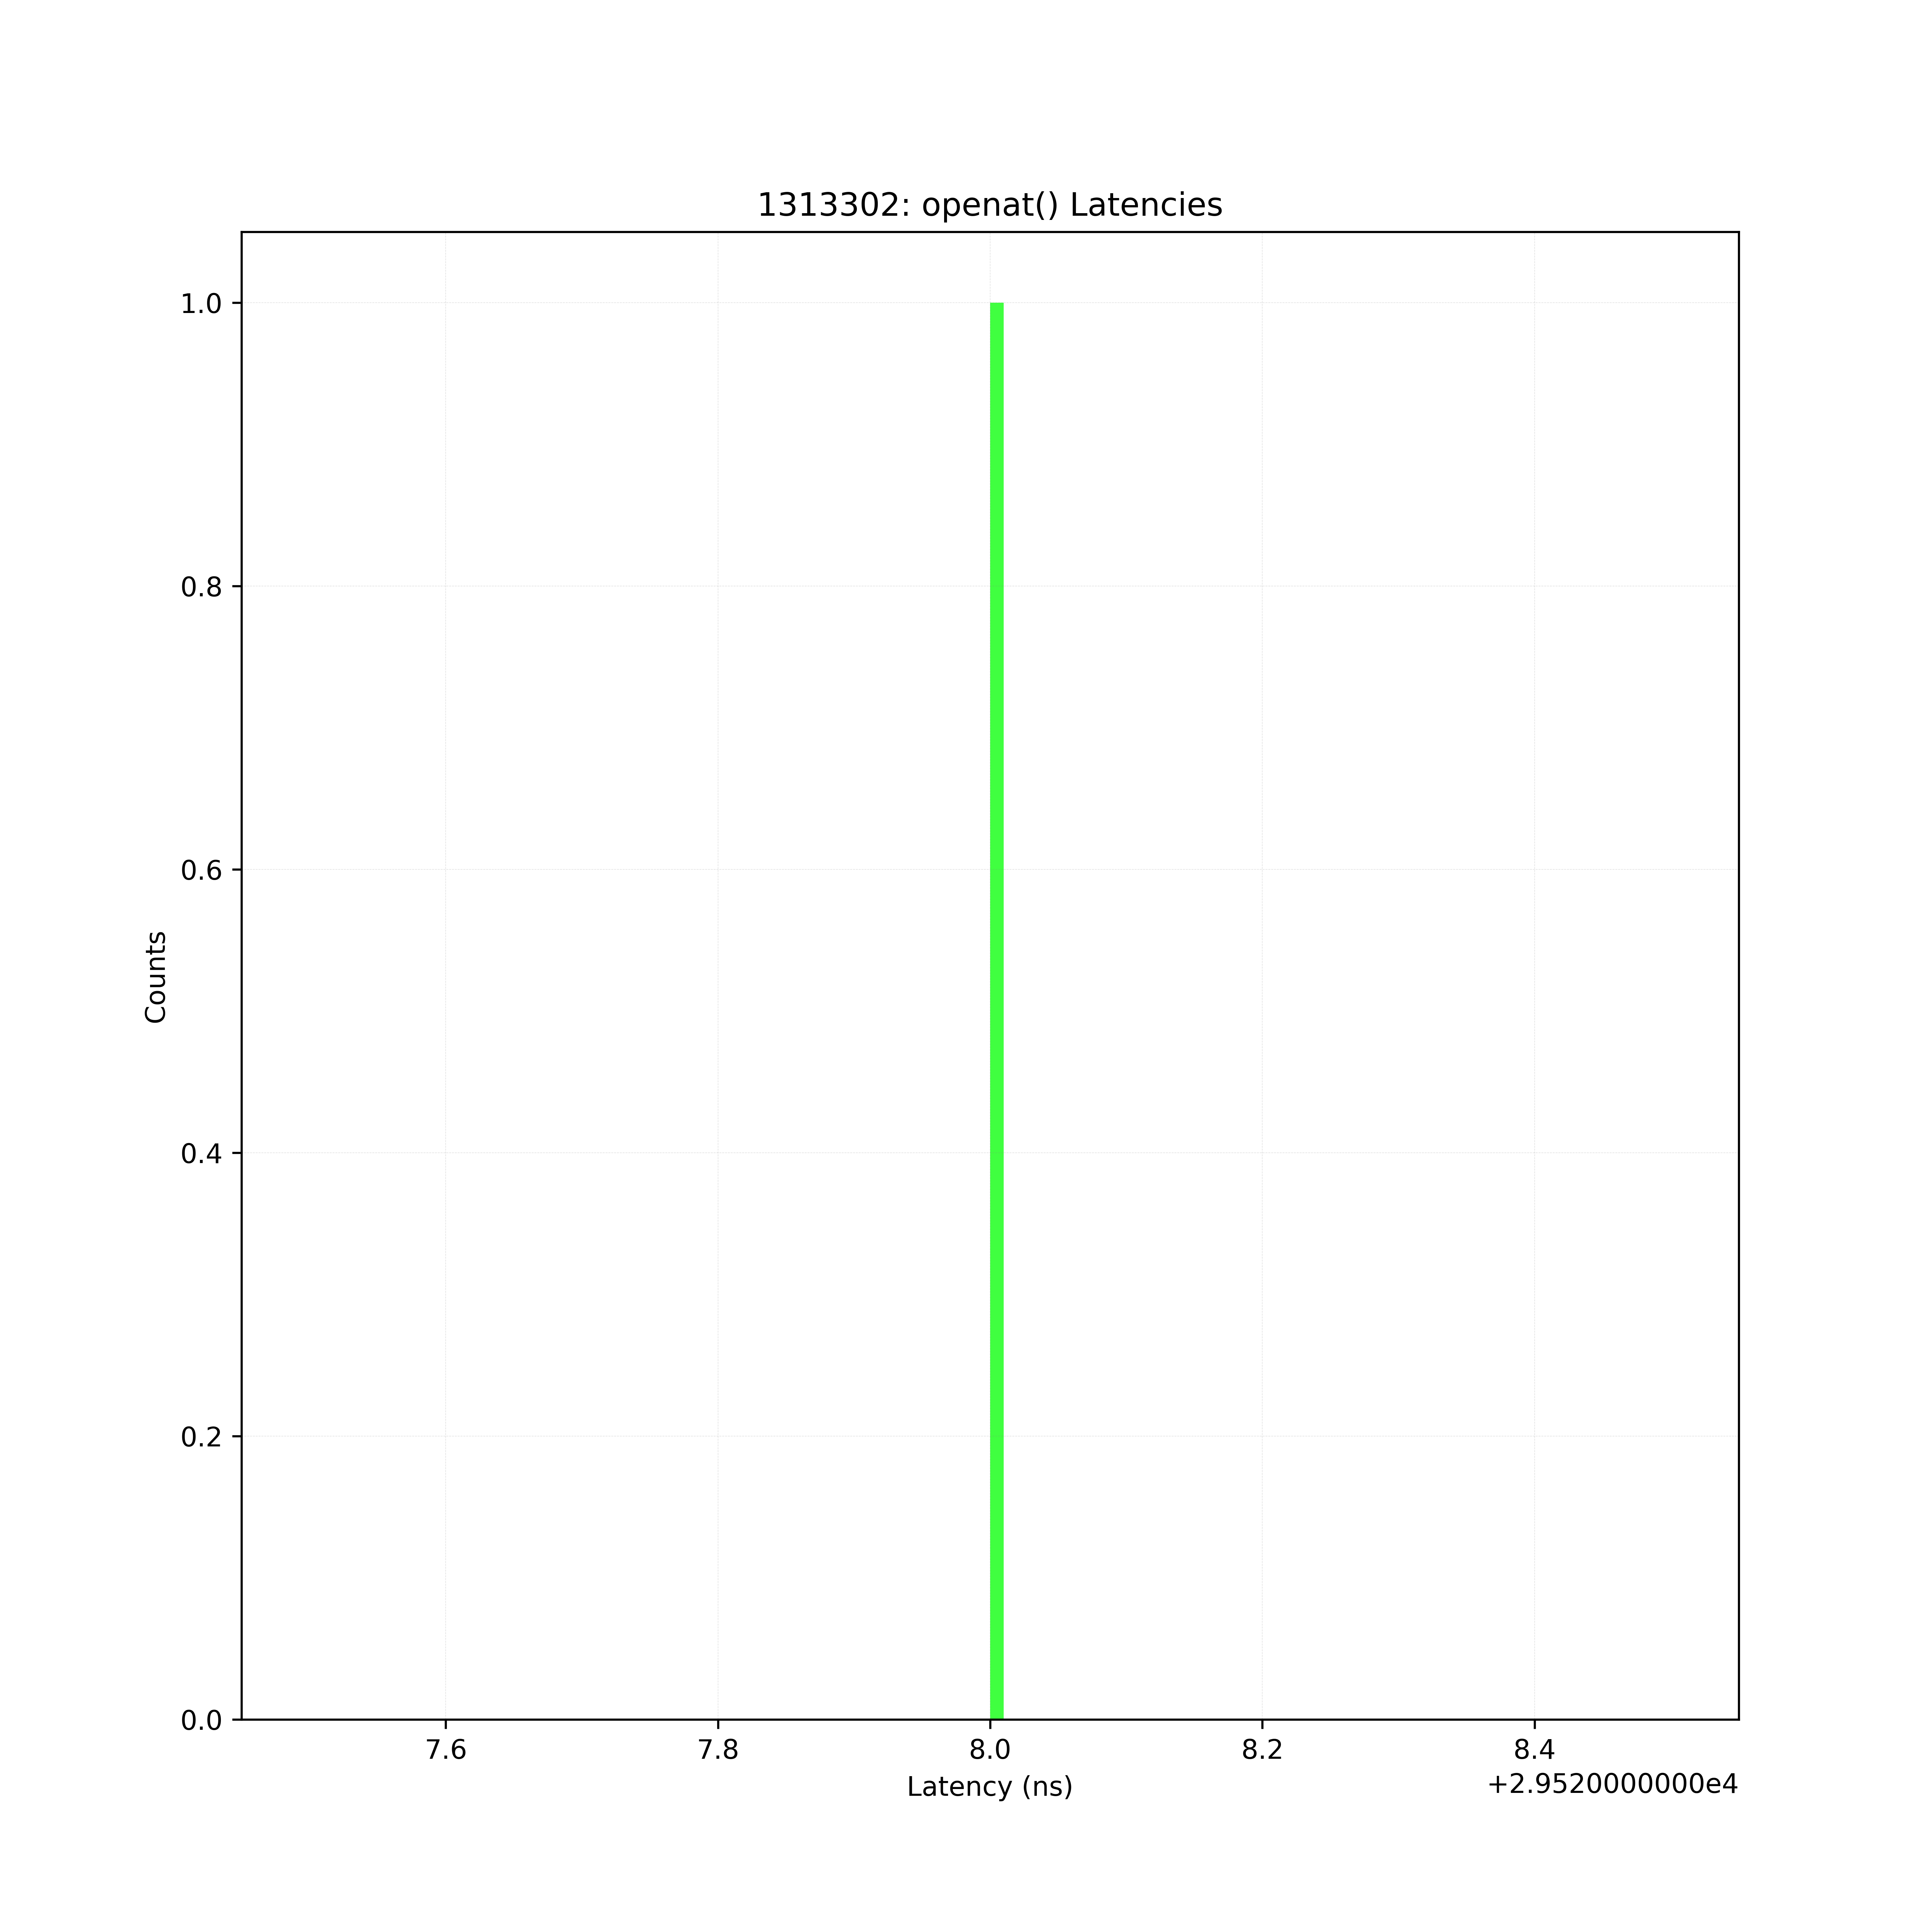 1313302: openat() Latencies
1.0
0.8
0.6
0.4
0.2
0.0
Counts
7.6 7.8 8.0 8.2 8.4
Latency (ns)
+2.9520000000e4